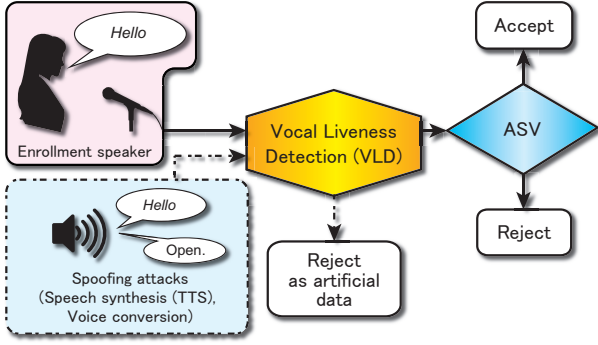 Hello
Enrollment speaker
Hello
Open.
Spoofing attacks
(Speech synthesis (TTS),
Voice conversion)
Vocal Liveness
Detection (VLD)
Reject
as artificial
data
Accept
ASV
Reject